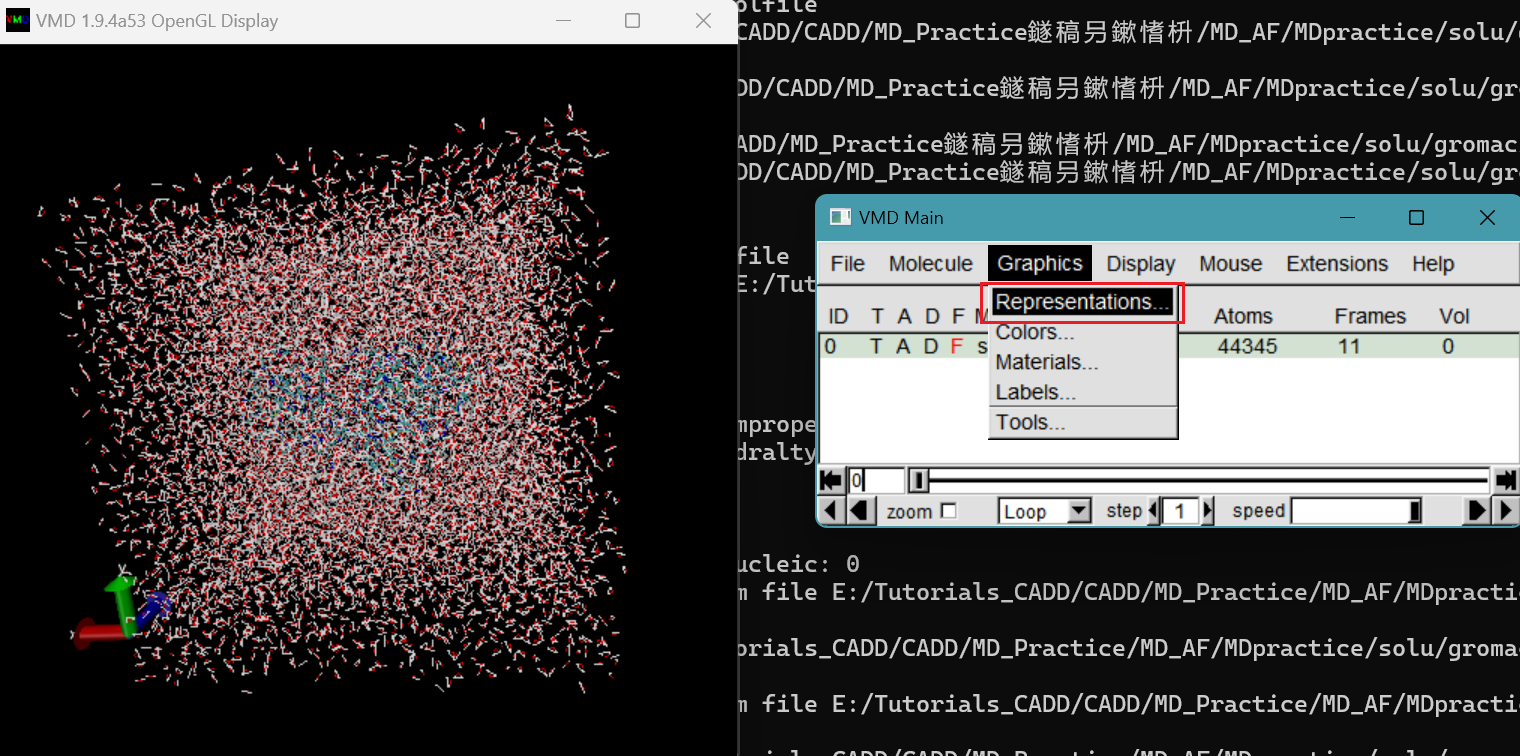 VMD 1.9.4a53 OpenGL Display
olfile
CADD/CADD/MD_Practice鐩稿叧鏉愭枡/MD_AF/MDpractice/solu/
DD/CADD/MD_Practice鐩稿叧鏉愭枡/MD_AF/MDpractice/solu/gro
ADD/MD_Practice鐩稿叧鏉愭枡/MD_AF/MDpractice/solu/gromac
DD/CADD/MD_Practice鐩稿叧鏉愭枡/MD_AF/MDpractice/solu/gro
VMD Main
file
E:/Tut
File Molecule Graphics Display Mouse Extensions Help
Representations...
Colors...
Materials...
Labels...
Tools...
ID T A D F M Atoms Frames Vol
0 T A D F s 44345 11 0
mprope
dralty
0
zoom Loop step 1 speed
ucleic: 0
m file E:/Tutorials_CADD/CADD/MD_Practice/MD_AF/MDpractic
orials_CADD/CADD/MD_Practice/MD_AF/MDpractice/solu/groma
m file E:/Tutorials_CADD/CADD/MD_Practice/MD_AF/MDpractic